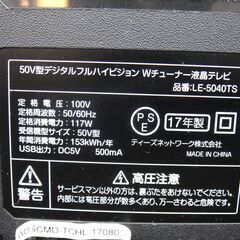 50V型デジタルフルハイビジョン Wチューナー液晶テレビ
品番:LE-5040TS
定格電圧:100V
定格周波数:50/60Hz
定格消費電力:117W
受信機型サイズ:50V型
年間消費電力量:153kWh/年
USB出力:DC5V 500mA
PSE
17年製
MADE IN CHINA
ティーズネットワーク株式会社
警告
高圧注意
サービスマン以外の方は、裏ぶたをあけないでください。
内部には高電圧部分が数多くあり、万一さわると危険です。